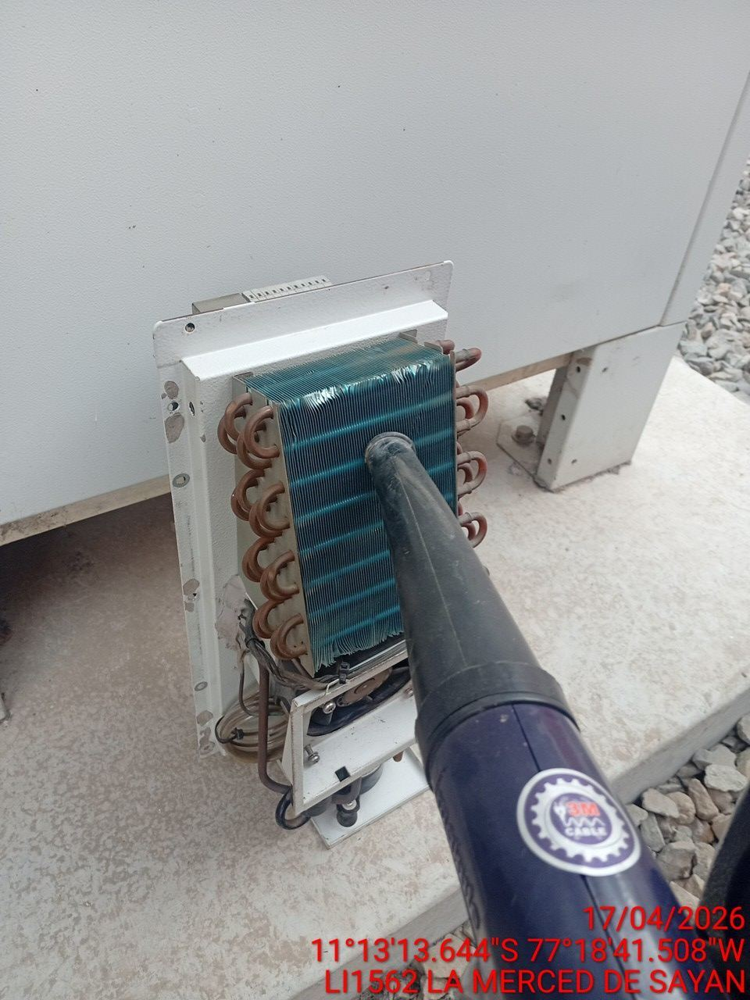 3M
CABLE
17/04/2026
11°13'13.644"S 77°18'41.508"W
LI1562 LA MERCED DE SAYAN